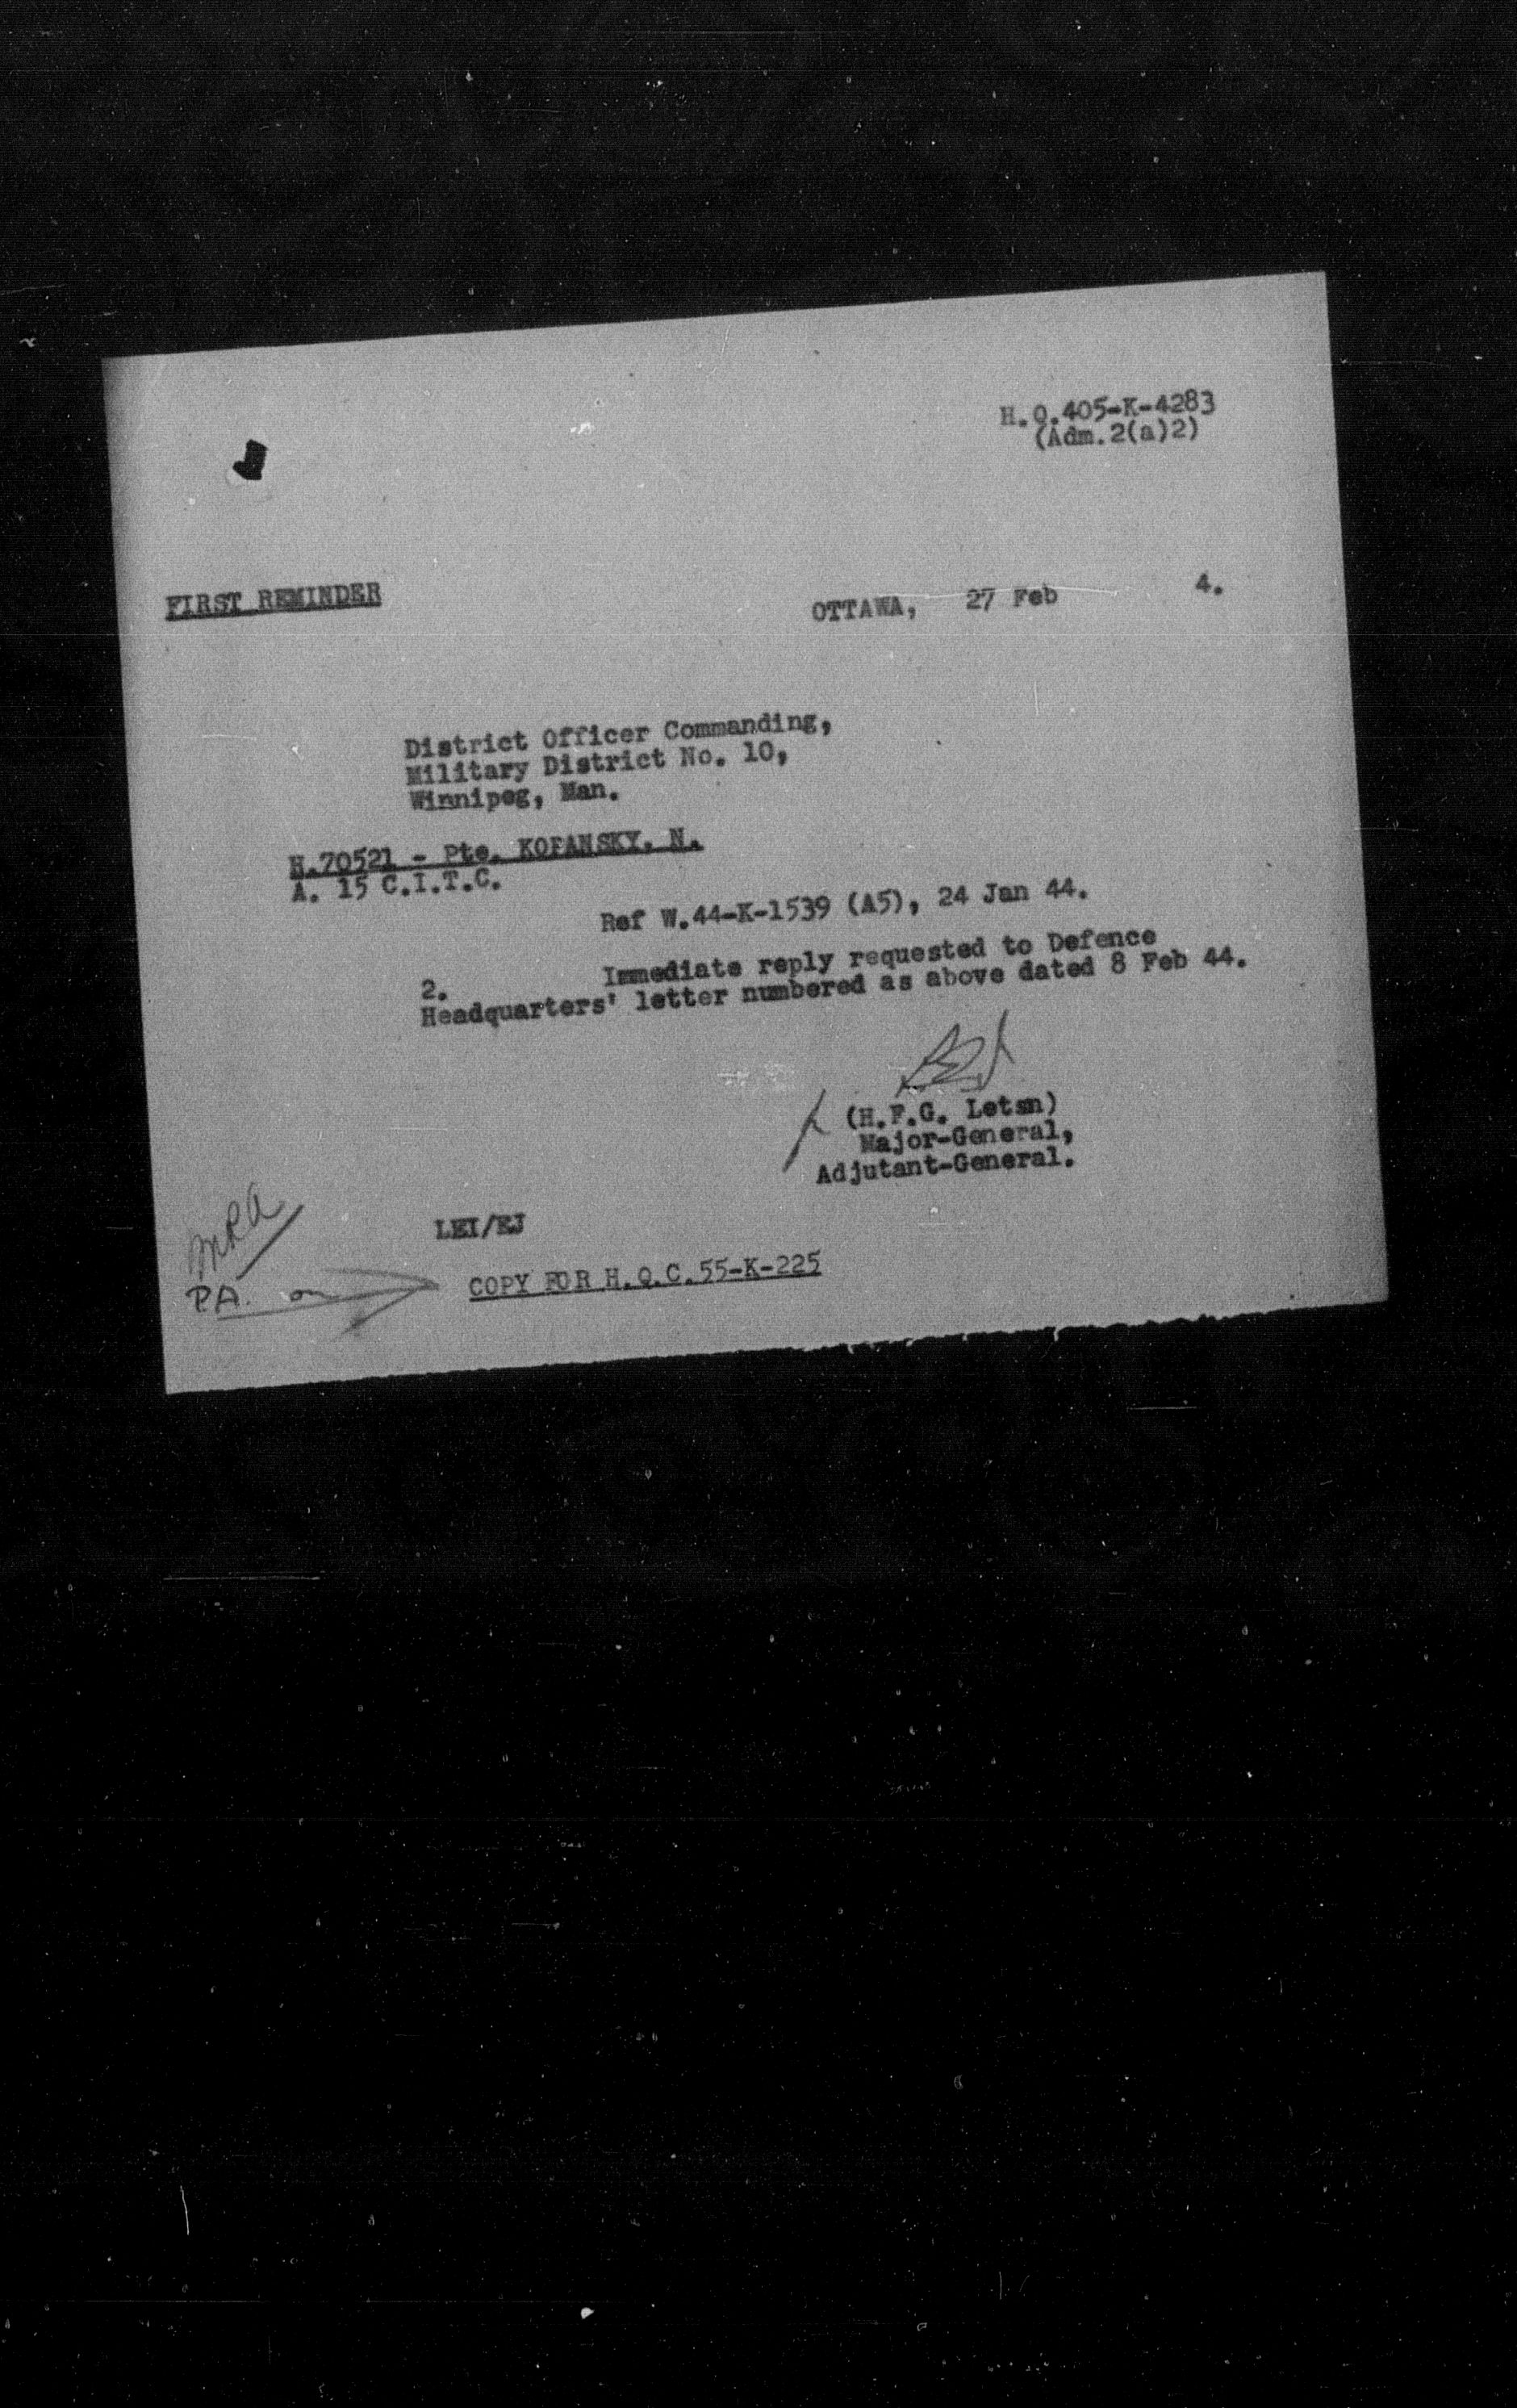 H.Q.405-K-4283
(Adm.2(a)2)
FIRST REMINDER
OTTAWA, 27 Feb 4.
District Officer Commanding,
Military District No. 10,
Winnipeg, Man.
H.70521 - Pte. KOFANSKY, N.
A. 15 C.I.T.C.
Ref W.44-K-1539 (A5), 24 Jan 44.
2. Immediate reply requested to Defence
Headquarters' letter numbered as above dated 8 Feb 44.
(H.F.G. Letsn)
Major-General,
Adjutant-General.
LEI/EJ
P.A. on
COPY FOR H.Q.C.55-K-225